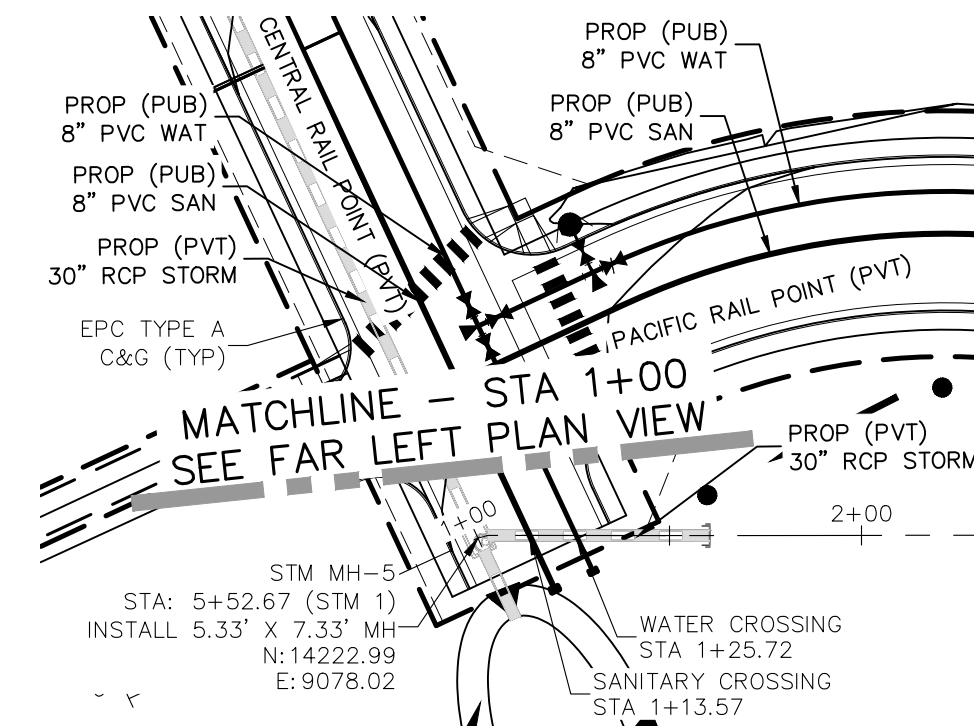 CENTRAL RAIL POINT (PVT)
PROP (PUB)
8” PVC WAT
PROP (PUB)
8” PVC SAN
PROP (PUB)
8” PVC WAT
PROP (PUB)
8” PVC SAN
PROP (PVT)
30” RCP STORM
EPC TYPE A
C&G (TYP)
PACIFIC RAIL POINT (PVT)
MATCHLINE – STA 1+00
SEE FAR LEFT PLAN VIEW
PROP (PVT)
30” RCP STORM
1+00
2+00
STM MH–5
STA: 5+52.67 (STM 1)
INSTALL 5.33’ X 7.33’ MH
N:14222.99
E:9078.02
WATER CROSSING
STA 1+25.72
SANITARY CROSSING
STA 1+13.57